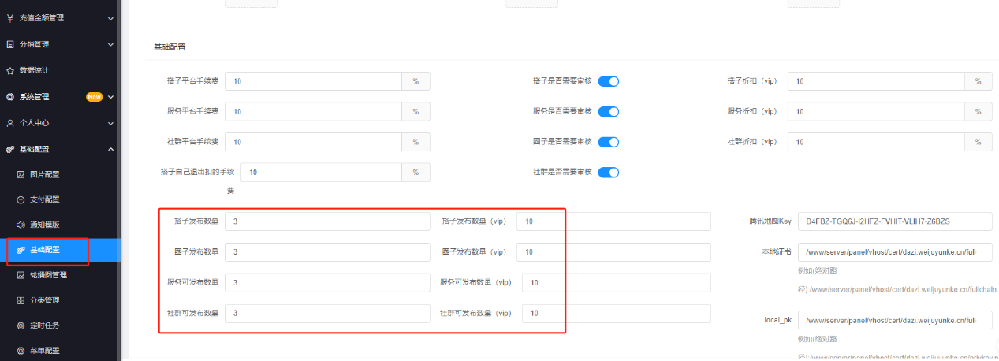 充值金额管理
分销管理
数据统计
系统管理 New
个人中心
基础配置
图片配置
支付配置
通知模版
基础配置
轮播图管理
分类管理
定时任务
菜单配置
基础配置
搭子平台手续费 10 %
搭子是否需要审核
搭子折扣（vip） 10 %
服务平台手续费 10 %
服务是否需要审核
服务折扣（vip） 10 %
社群平台手续费 10 %
圈子是否需要审核
社群折扣（vip） 10 %
搭子自己退出扣的手续
费
10 %
社群是否需要审核
搭子发布数量 3
搭子发布数量（vip） 10
腾讯地图Key D4FBZ-TGQ6J-I2HFZ-FVHIT-VLIH7-Z6BZS
圈子发布数量 3
圈子发布数量（vip） 10
本地证书 /www/server/panel/vhost/cert/dazi.weijuyunke.cn/full
例如(绝对路
径):/www/server/panel/vhost/cert/dazi.weijuyunke.cn/fullchain.
服务可发布数量 3
服务可发布数量（vip） 10
社群可发布数量 3
社群可发布数量（vip） 10
local_pk /www/server/panel/vhost/cert/dazi.weijuyunke.cn/full
例如(绝对路